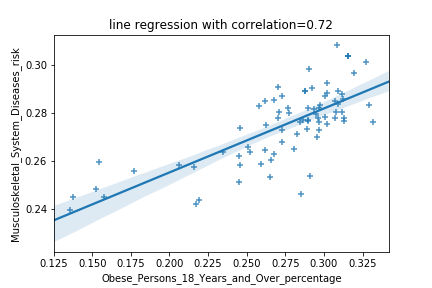 line regression with correlation=0.72
Musculoskeletal_System_Diseases_risk
0.30
0.28
0.26
0.24
0.125 0.150 0.175 0.200 0.225 0.250 0.275 0.300 0.325
Obese_Persons_18_Years_and_Over_percentage